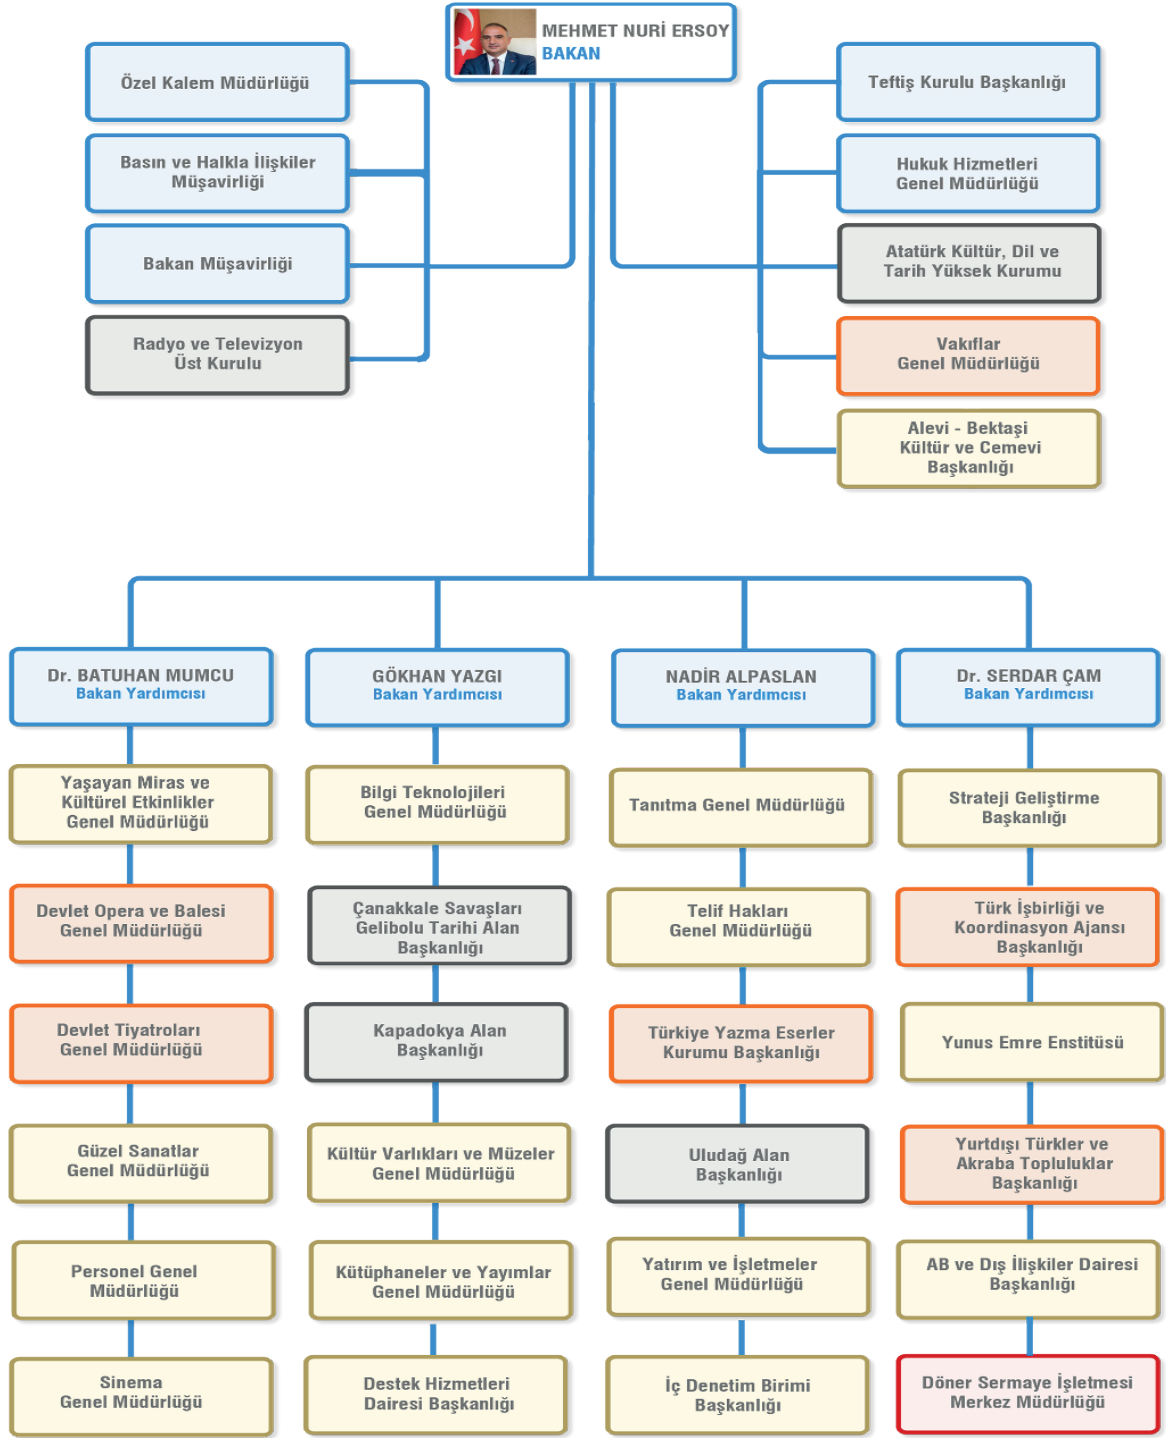 MEHMET NURİ ERSOY
BAKAN
Özel Kalem Müdürlüğü
Basın ve Halkla İlişkiler
Müşavirliği
Bakan Müşavirliği
Radyo ve Televizyon
Üst Kurulu
Teftiş Kurulu Başkanlığı
Hukuk Hizmetleri
Genel Müdürlüğü
Atatürk Kültür, Dil ve
Tarih Yüksek Kurumu
Vakıflar
Genel Müdürlüğü
Alevi - Bektaşi
Kültür ve Cemevi
Başkanlığı
Dr. BATUHAN MUMCU
Bakan Yardımcısı
Yaşayan Miras ve
Kültürel Etkinlikler
Genel Müdürlüğü
Devlet Opera ve Balesi
Genel Müdürlüğü
Devlet Tiyatroları
Genel Müdürlüğü
Güzel Sanatlar
Genel Müdürlüğü
Personel Genel
Müdürlüğü
Sinema
Genel Müdürlüğü
GÖKHAN YAZGI
Bakan Yardımcısı
Bilgi Teknolojileri
Genel Müdürlüğü
Çanakkale Savaşları
Gelibolu Tarihi Alan
Başkanlığı
Kapadokya Alan
Başkanlığı
Kültür Varlıkları ve Müzeler
Genel Müdürlüğü
Kütüphaneler ve Yayımlar
Genel Müdürlüğü
Destek Hizmetleri
Dairesi Başkanlığı
NADİR ALPASLAN
Bakan Yardımcısı
Tanıtma Genel Müdürlüğü
Telif Hakları
Genel Müdürlüğü
Türkiye Yazma Eserler
Kurumu Başkanlığı
Uludağ Alan
Başkanlığı
Yatırım ve İşletmeler
Genel Müdürlüğü
İç Denetim Birimi
Başkanlığı
Dr. SERDAR ÇAM
Bakan Yardımcısı
Strateji Geliştirme
Başkanlığı
Türk İşbirliği ve
Koordinasyon Ajansı
Başkanlığı
Yunus Emre Enstitüsü
Yurtdışı Türkler ve
Akraba Topluluklar
Başkanlığı
AB ve Dış İlişkiler Dairesi
Başkanlığı
Döner Sermaye İşletmesi
Merkez Müdürlüğü